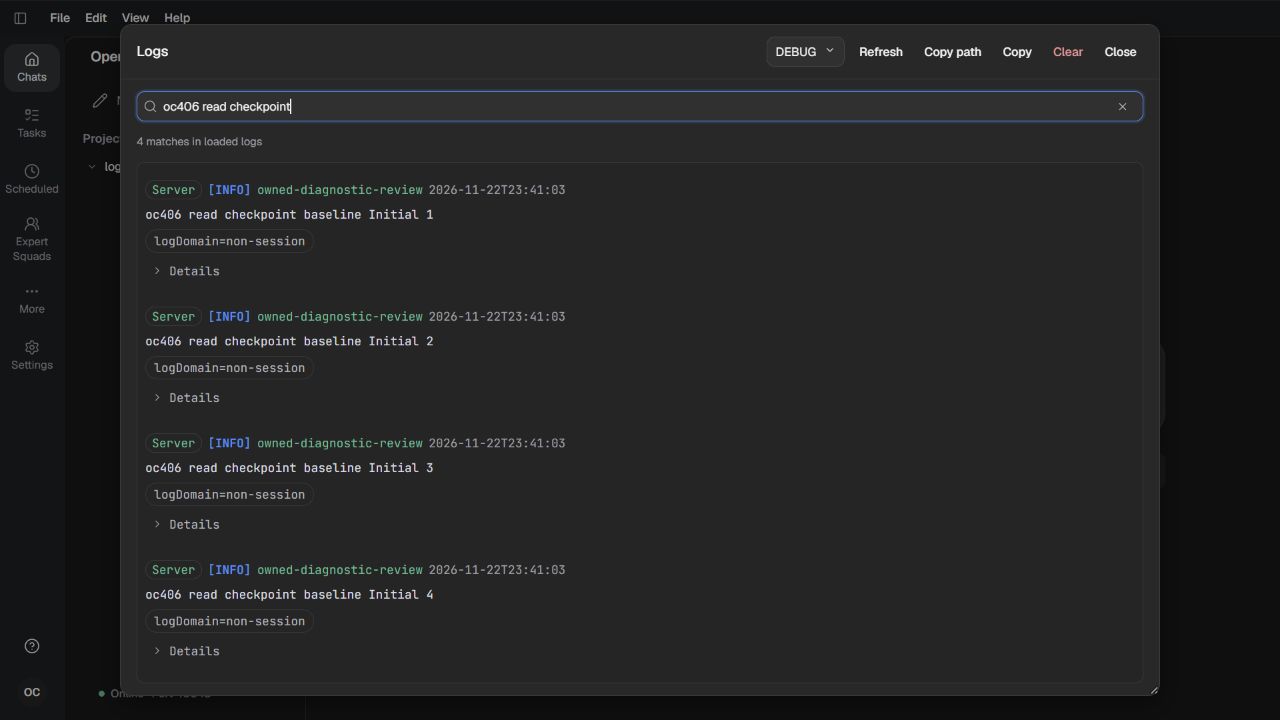 File Edit View Help
Logs
DEBUG Refresh Copy path Copy Clear Close
Chats
Tasks
Scheduled
Expert Squads
More
Settings
OC
oc406 read checkpoint
4 matches in loaded logs
Server [INFO] owned-diagnostic-review 2026-11-22T23:41:03
oc406 read checkpoint baseline Initial 1
logDomain=non-session
Details
Server [INFO] owned-diagnostic-review 2026-11-22T23:41:03
oc406 read checkpoint baseline Initial 2
logDomain=non-session
Details
Server [INFO] owned-diagnostic-review 2026-11-22T23:41:03
oc406 read checkpoint baseline Initial 3
logDomain=non-session
Details
Server [INFO] owned-diagnostic-review 2026-11-22T23:41:03
oc406 read checkpoint baseline Initial 4
logDomain=non-session
Details